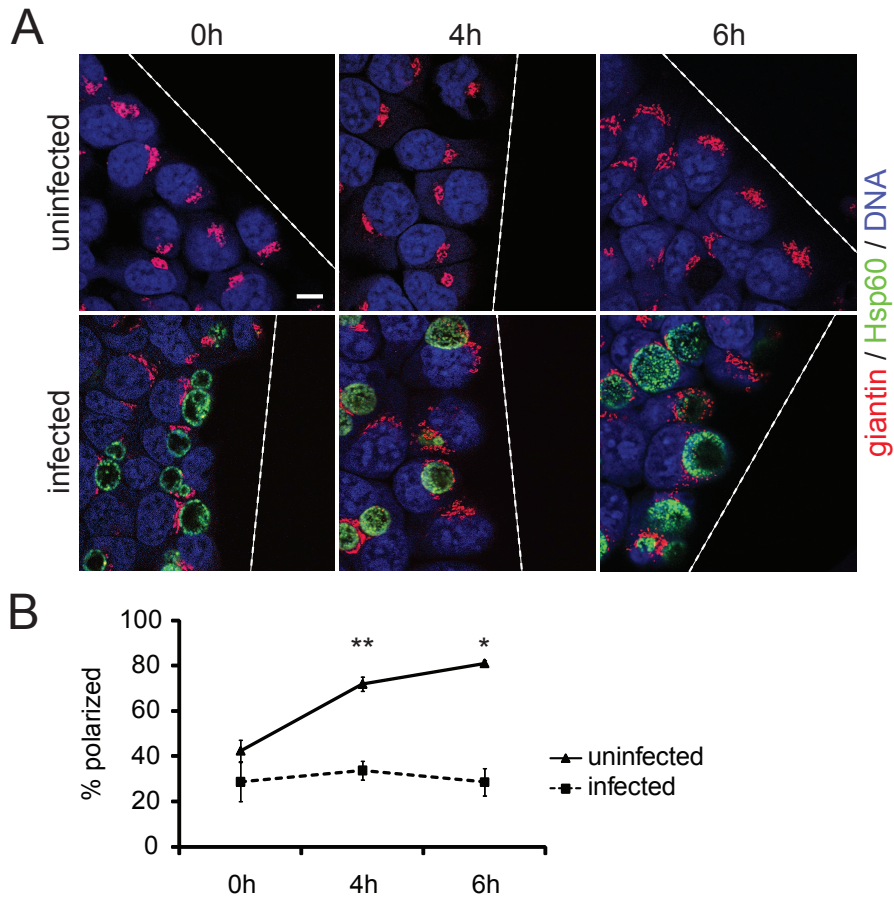 A
0h 4h 6h
uninfected
infected
giantin / Hsp60 / DNA
B
% polarized
100
80
60
40
20
0
** *
0h 4h 6h
uninfected
infected